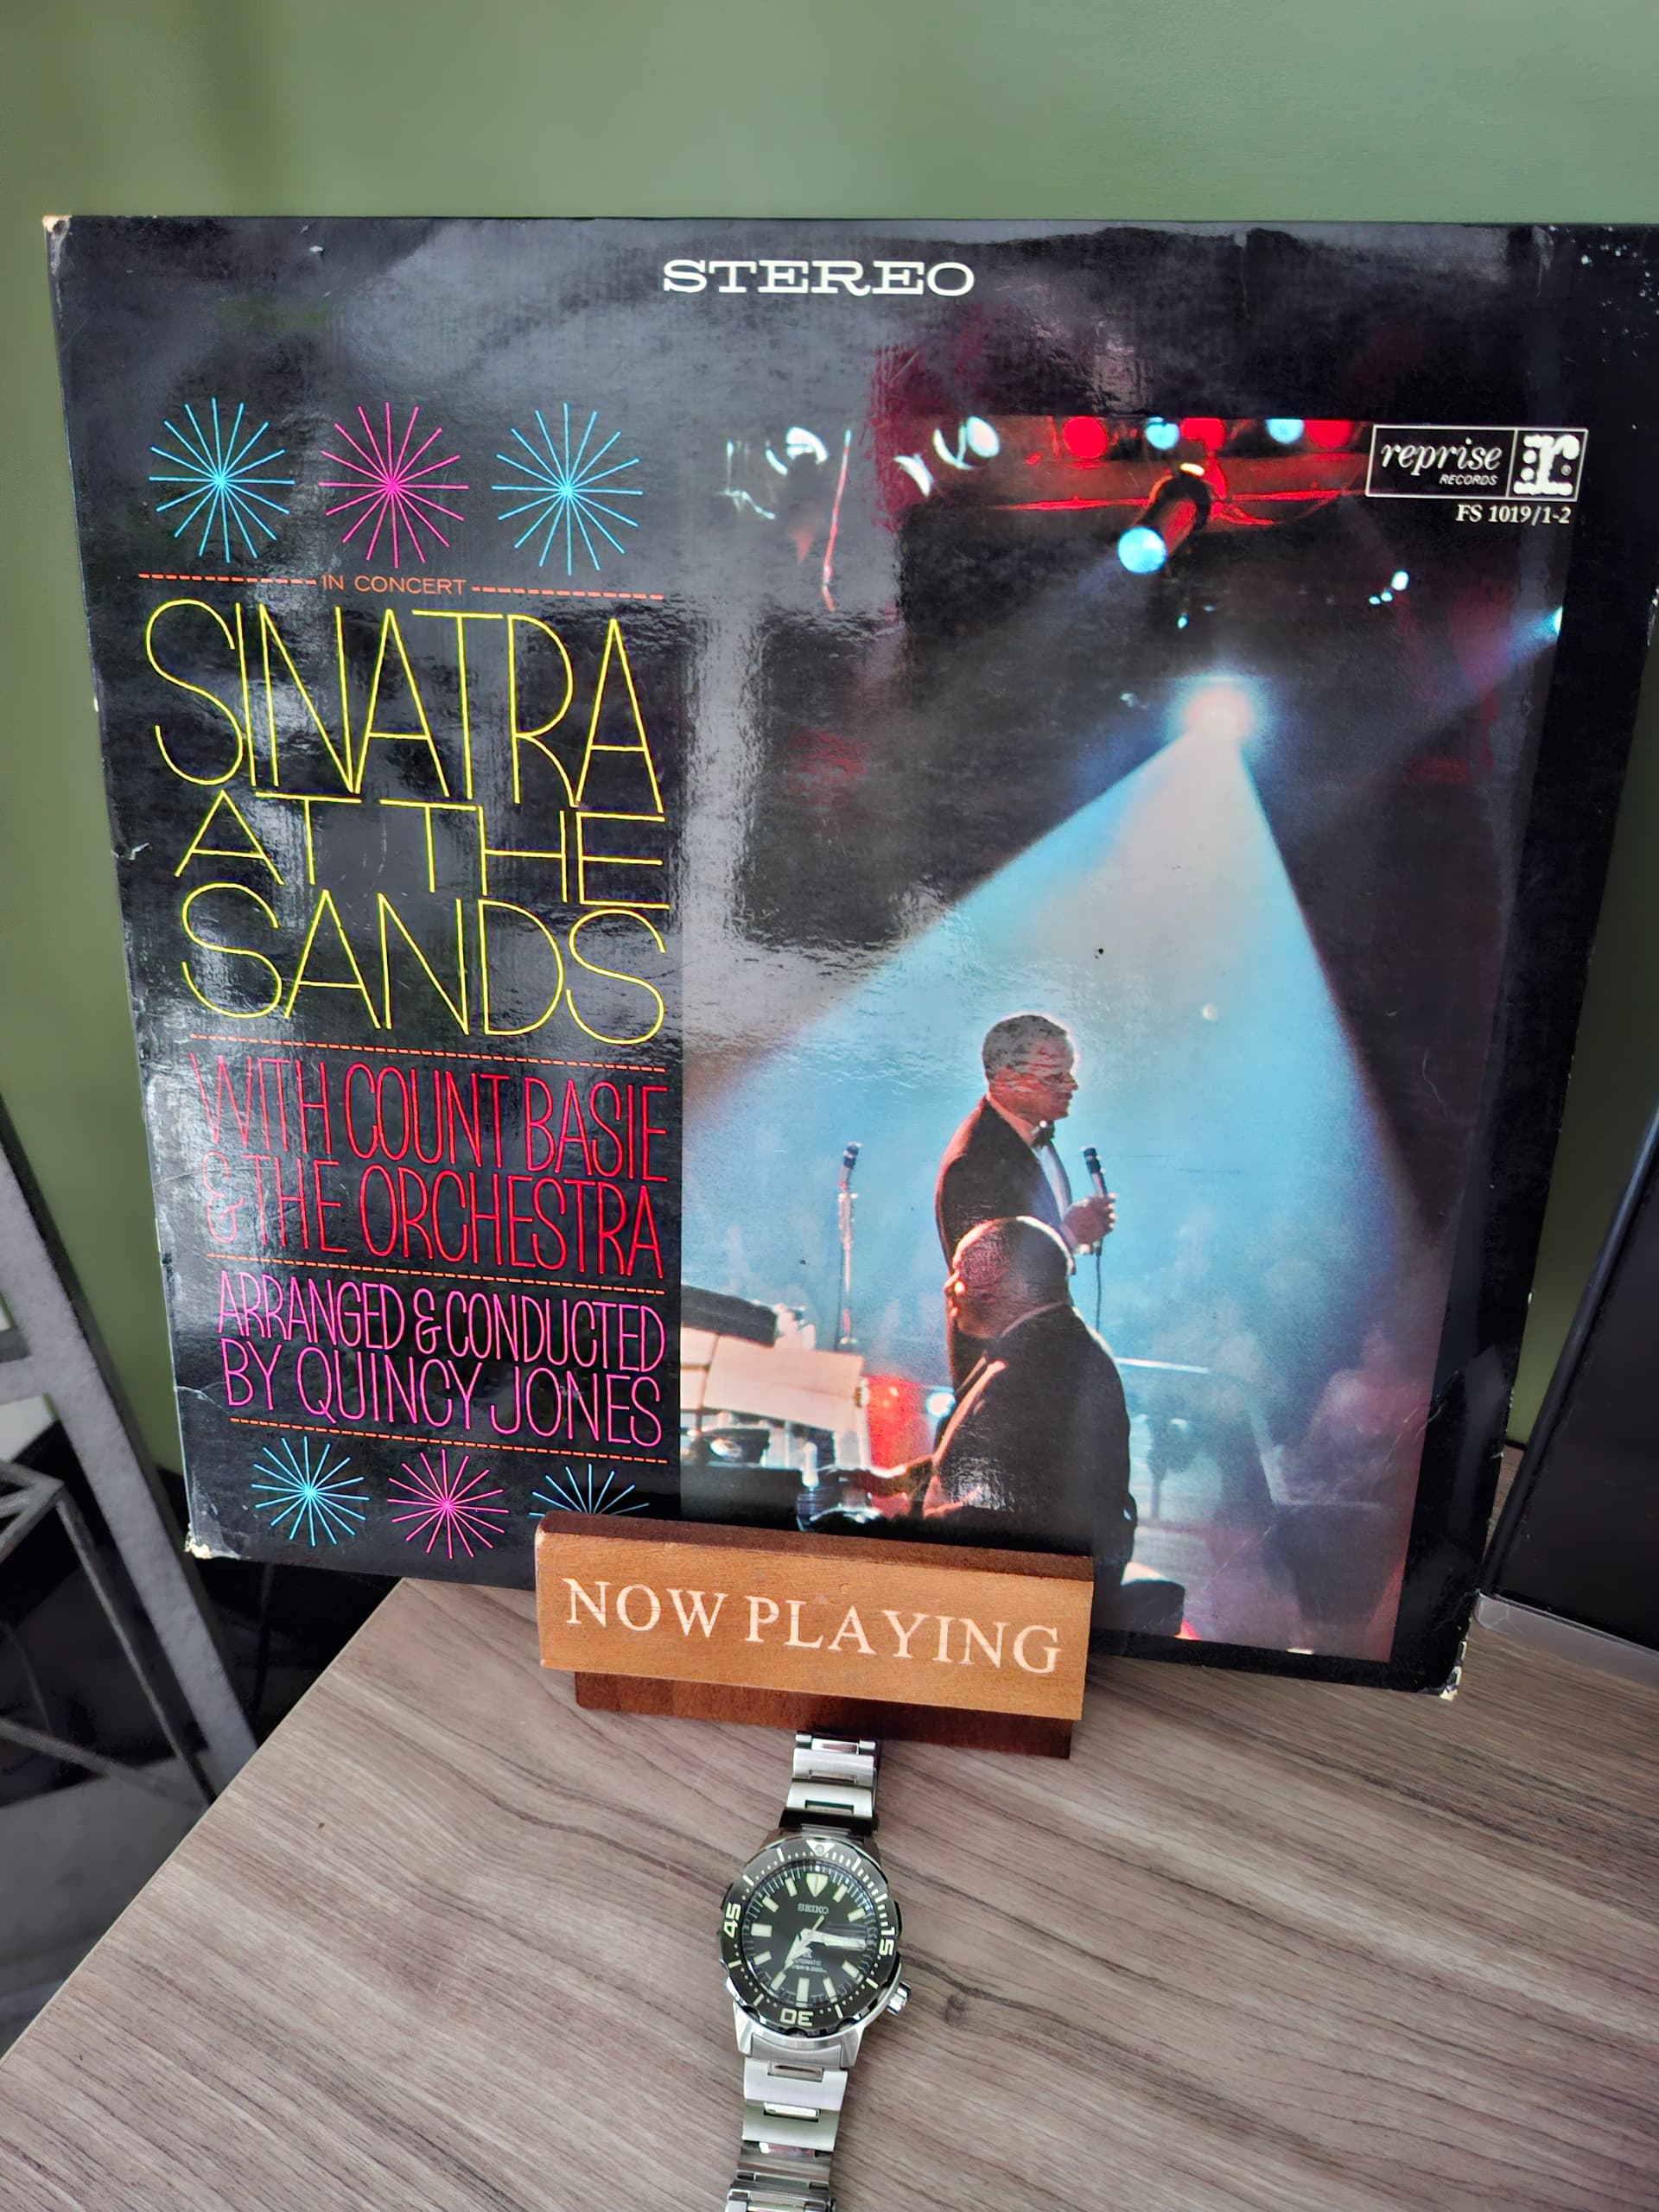 STEREO
reprise
RECORDS
r
FS 1019/1-2
IN CONCERT
SINATRA
AT THE
SANDS
WITH COUNT BASIE
& THE ORCHESTRA
ARRANGED & CONDUCTED
BY QUINCY JONES
NOW PLAYING
SEIKO
45
15
30